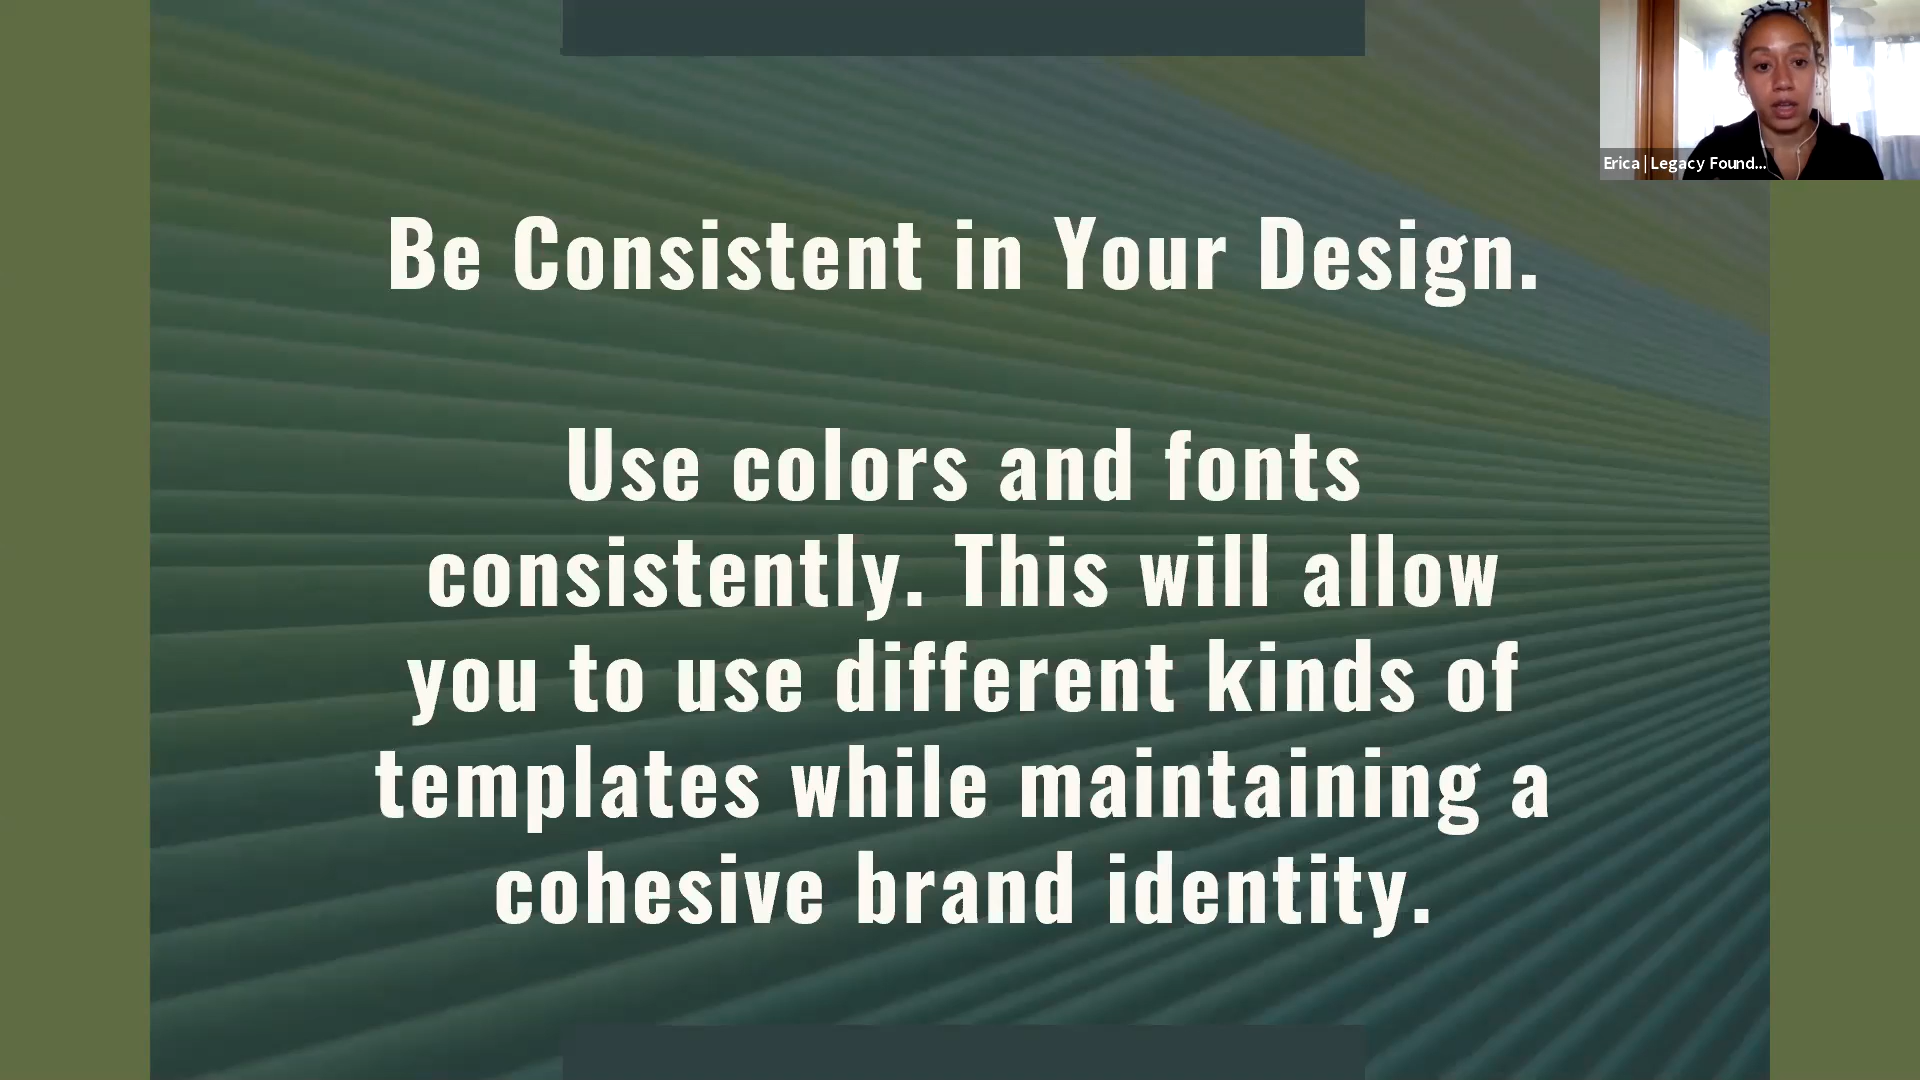 Be Consistent in Your Design.
Use colors and fonts
consistently. This will allow
you to use different kinds of
templates while maintaining a
cohesive brand identity.
Erica | Legacy Found...